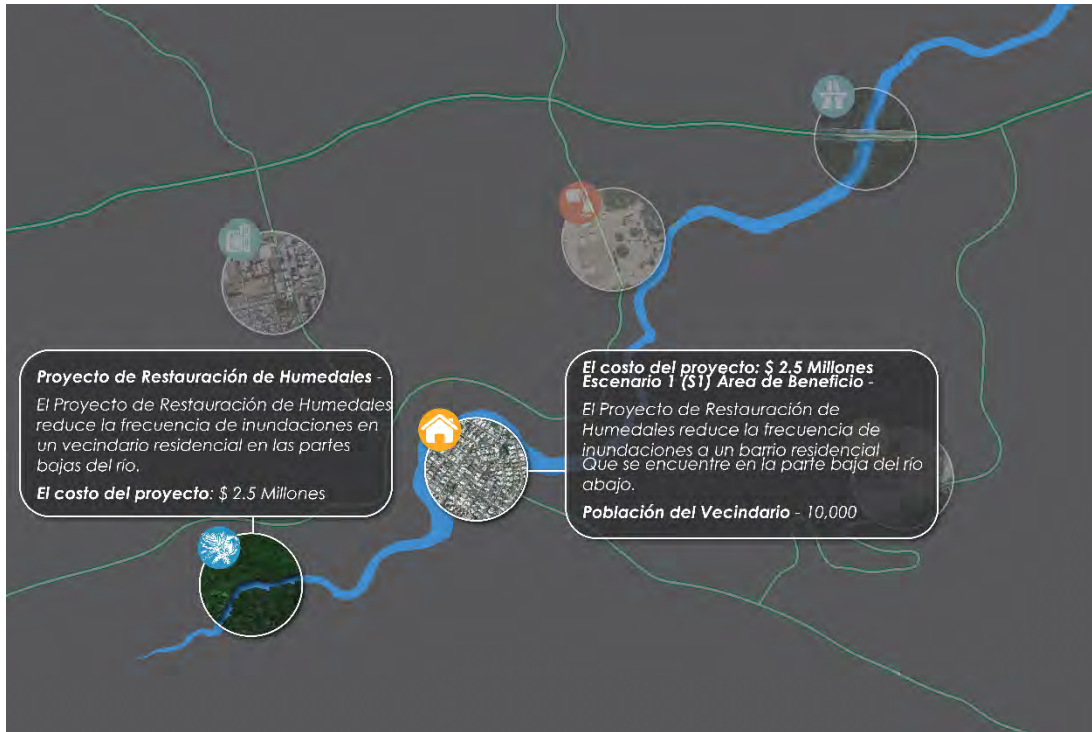 Proyecto de Restauración de Humedales -
El Proyecto de Restauración de Humedales
reduce la frecuencia de inundaciones en
un vecindario residencial en las partes
bajas del río.
El costo del proyecto: $ 2.5 Millones
El costo del proyecto: $ 2.5 Millones
Escenario 1 (S1) Área de Beneficio -
El Proyecto de Restauración de
Humedales reduce la frecuencia de
inundaciones a un barrio residencial
Que se encuentre en la parte baja del río
abajo.
Población del Vecindario - 10,000